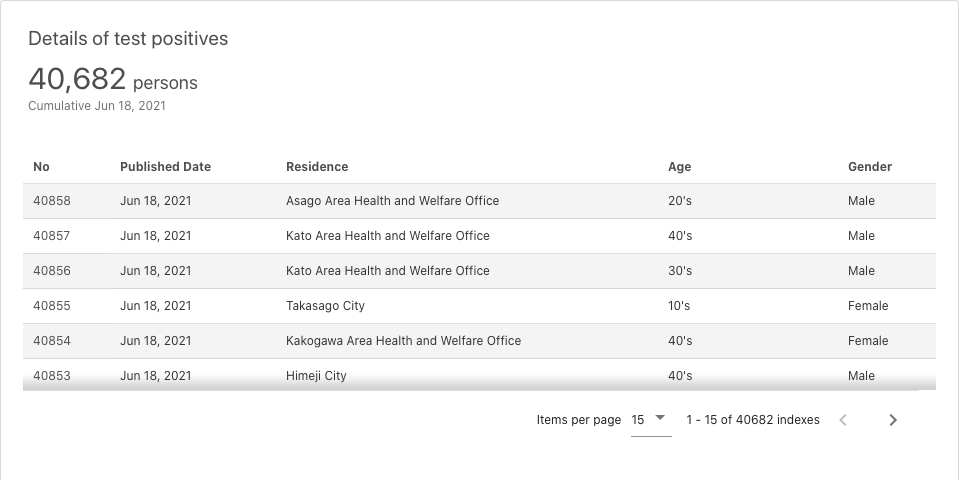 Details of test positives
40,682 persons
Cumulative Jun 18, 2021
No Published Date Residence Age Gender
40858 Jun 18, 2021 Asago Area Health and Welfare Office 20's Male
40857 Jun 18, 2021 Kato Area Health and Welfare Office 40's Male
40856 Jun 18, 2021 Kato Area Health and Welfare Office 30's Male
40855 Jun 18, 2021 Takasago City 10's Female
40854 Jun 18, 2021 Kakogawa Area Health and Welfare Office 40's Female
40853 Jun 18, 2021 Himeji City 40's Male
Items per page 15 1 - 15 of 40682 indexes